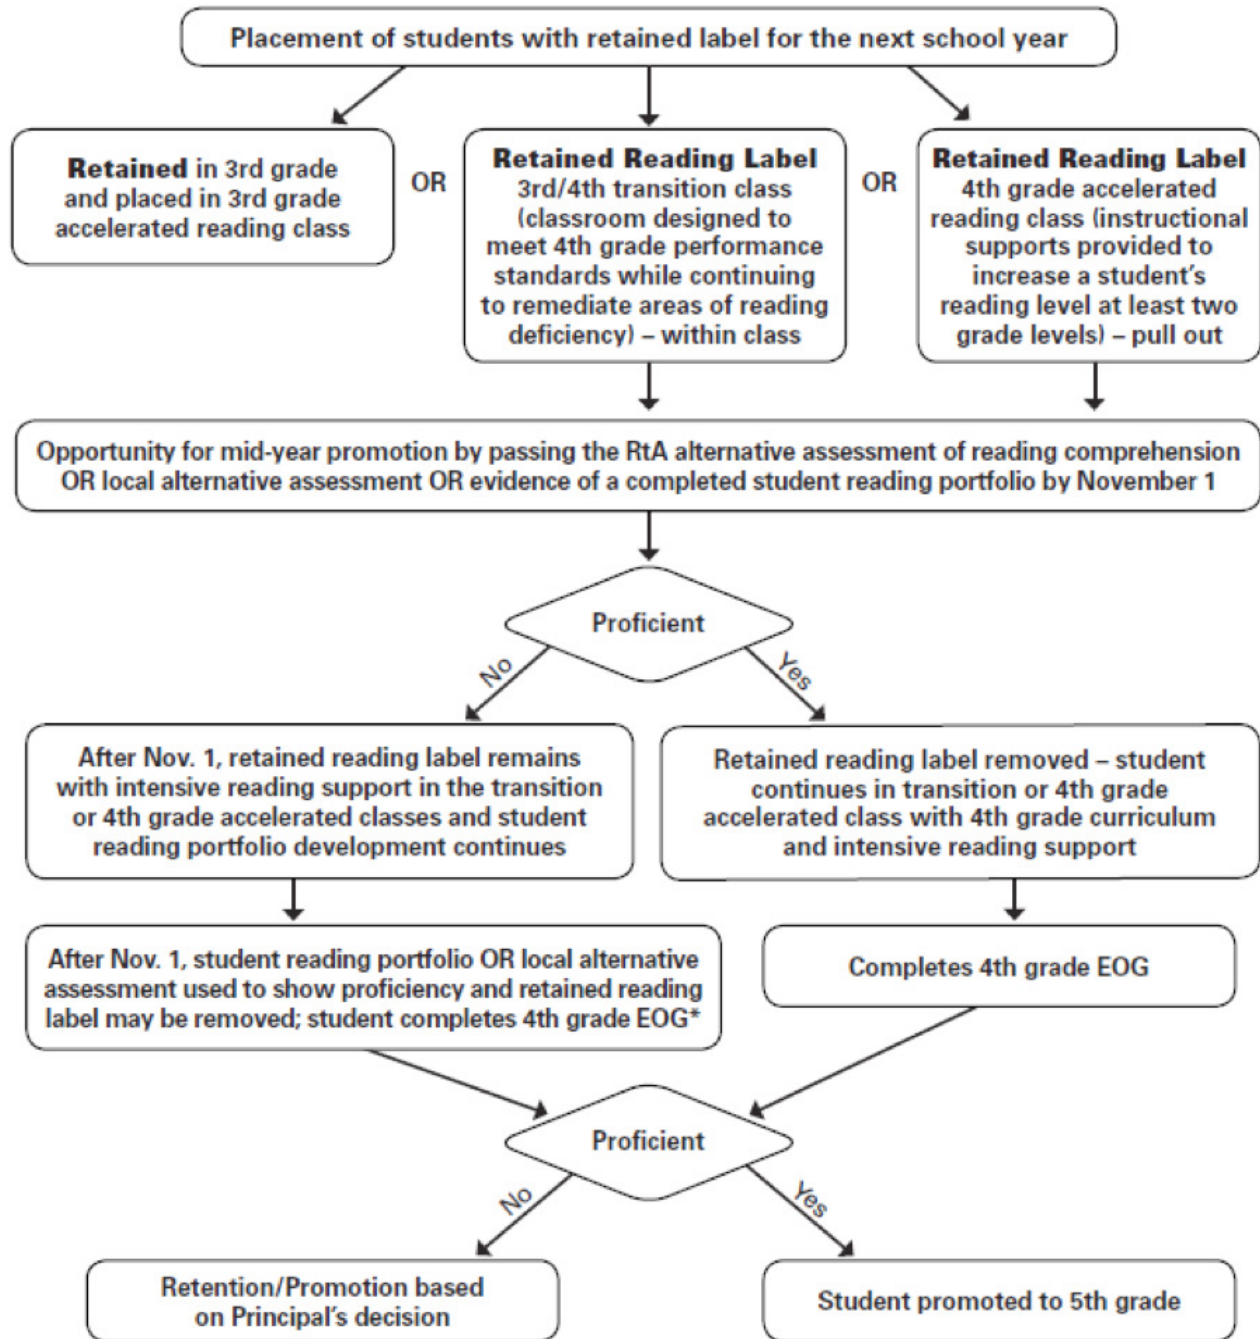 Placement of students with retained label for the next school year
Retained in 3rd grade
and placed in 3rd grade
accelerated reading class
OR
Retained Reading Label
3rd/4th transition class
(classroom designed to
meet 4th grade performance
standards while continuing
to remediate areas of reading
deficiency) – within class
OR
Retained Reading Label
4th grade accelerated
reading class (instructional
supports provided to
increase a student's
reading level at least two
grade levels) – pull out
Opportunity for mid-year promotion by passing the RtA alternative assessment of reading comprehension
OR local alternative assessment OR evidence of a completed student reading portfolio by November 1
Proficient
No
Yes
After Nov. 1, retained reading label remains
with intensive reading support in the transition
or 4th grade accelerated classes and student
reading portfolio development continues
Retained reading label removed – student
continues in transition or 4th grade
accelerated class with 4th grade curriculum
and intensive reading support
After Nov. 1, student reading portfolio OR local alternative
assessment used to show proficiency and retained reading
label may be removed; student completes 4th grade EOG*
Completes 4th grade EOG
Proficient
No
Yes
Retention/Promotion based
on Principal's decision
Student promoted to 5th grade